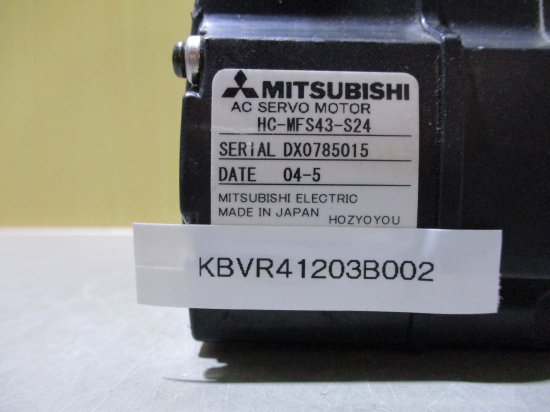 MITSUBISHI
AC SERVO MOTOR
HC-MFS43-S24
SERIAL DX0785015
DATE 04-5
MITSUBISHI ELECTRIC
MADE IN JAPAN HOZYOYOU
KBVR41203B002